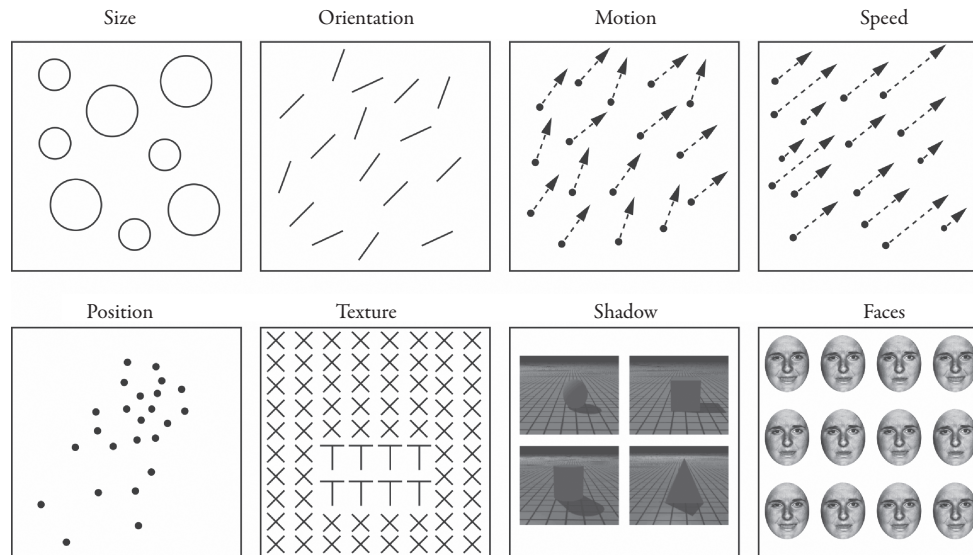 Size
Orientation
Motion
Speed
Position
Texture
Shadow
Faces